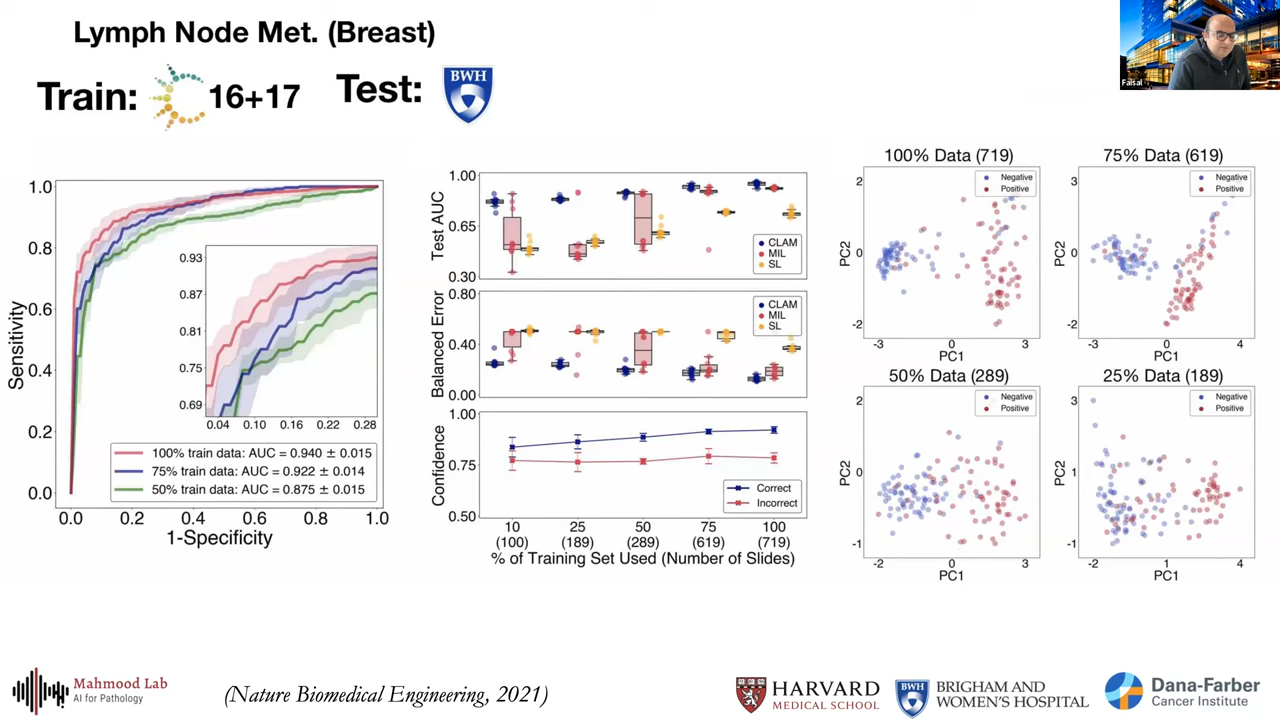 Lymph Node Met. (Breast)
Train: 16+17 Test: BWH
Faisal
1.0
0.8
0.6
0.4
0.2
0.0
Sensitivity
0.93
0.87
0.81
0.75
0.69
0.04 0.10 0.16 0.22 0.28
100% train data: AUC = 0.940 ± 0.015
75% train data: AUC = 0.922 ± 0.014
50% train data: AUC = 0.875 ± 0.015
0.0 0.2 0.4 0.6 0.8 1.0
1-Specificity
Test AUC
1.00
0.65
0.30
CLAM
MIL
SL
Balanced Error
0.80
0.40
0.00
CLAM
MIL
SL
Confidence
1.00
0.75
0.50
Correct
Incorrect
10 25 50 75 100
(100) (189) (289) (619) (719)
% of Training Set Used (Number of Slides)
100% Data (719)
Negative
Positive
PC2
2
0
-2
-3 0 3
PC1
75% Data (619)
Negative
Positive
PC2
3
0
-2
-3 0 4
PC1
50% Data (289)
Negative
Positive
PC2
2
0
-1
-2 0 3
PC1
25% Data (189)
Negative
Positive
PC2
3
1
-1
-2 1 4
PC1
Mahmood Lab
AI for Pathology
(Nature Biomedical Engineering, 2021)
HARVARD
MEDICAL SCHOOL
BWH
BRIGHAM AND
WOMEN'S HOSPITAL
Dana-Farber
Cancer Institute